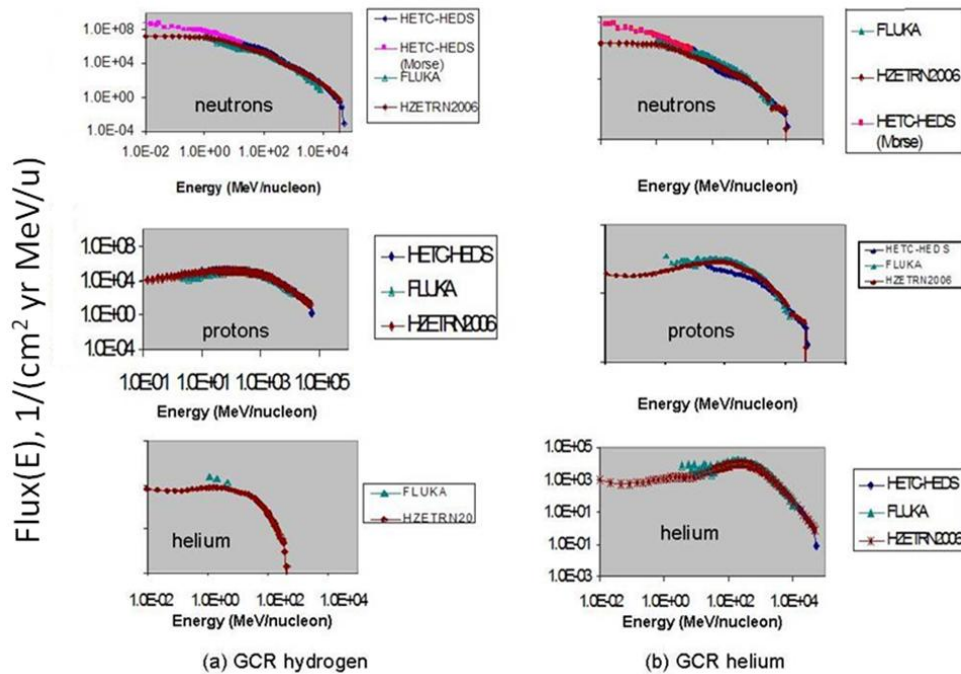 Flux(E), 1/(cm² yr MeV/u)
1.0E+08
1.0E+04
1.0E+00
1.0E-04
neutrons
1.0E-02 1.0E+00 1.0E+02 1.0E+04
Energy (MeV/nucleon)
HETC-HEDS
HETC-HEDS
(Morse)
FLUKA
HZETRN2006
neutrons
Energy (MeV/nucleon)
FLUKA
HZETRN2006
HETC-HEDS
(Morse)
1.0E+08
1.0E+04
1.0E+00
1.0E-04
protons
1.0E-01 1.0E+01 1.0E+03 1.0E+05
Energy (MeV/nucleon)
HETC-HEDS
FLUKA
HZETRN2006
protons
Energy (MeV/nucleon)
HETC-HEDS
FLUKA
HZETRN2006
helium
1.0E-02 1.0E+00 1.0E+02 1.0E+04
Energy (MeV/nucleon)
FLUKA
HZETRN20
1.0E+05
1.0E+03
1.0E+01
1.0E-01
1.0E-03
helium
1.0E-02 1.0E+00 1.0E+02 1.0E+04
Energy (MeV/nucleon)
HETC-HEDS
FLUKA
HZETRN2006
(a) GCR hydrogen
(b) GCR helium